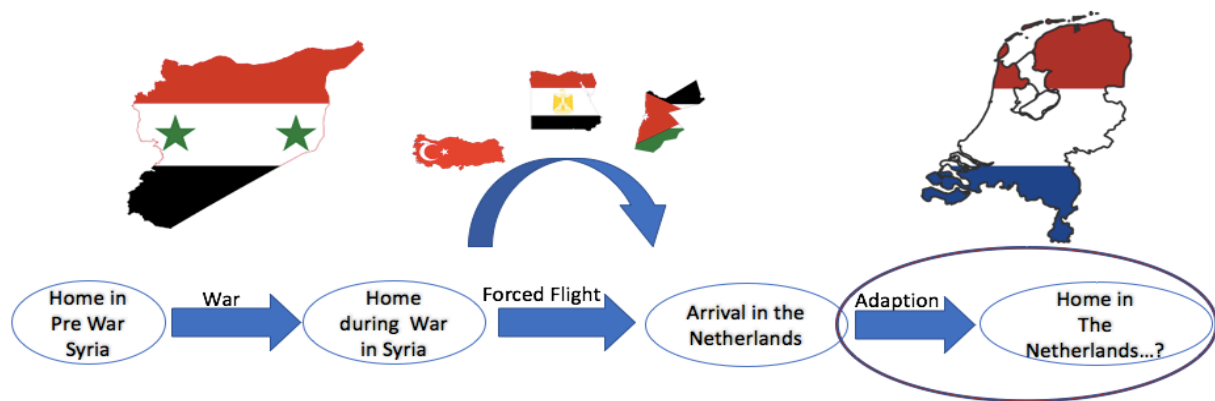 Home in
Pre War
Syria
War
Home
during War
in Syria
Forced Flight
Arrival in the
Netherlands
Adaption
Home in
The
Netherlands...?